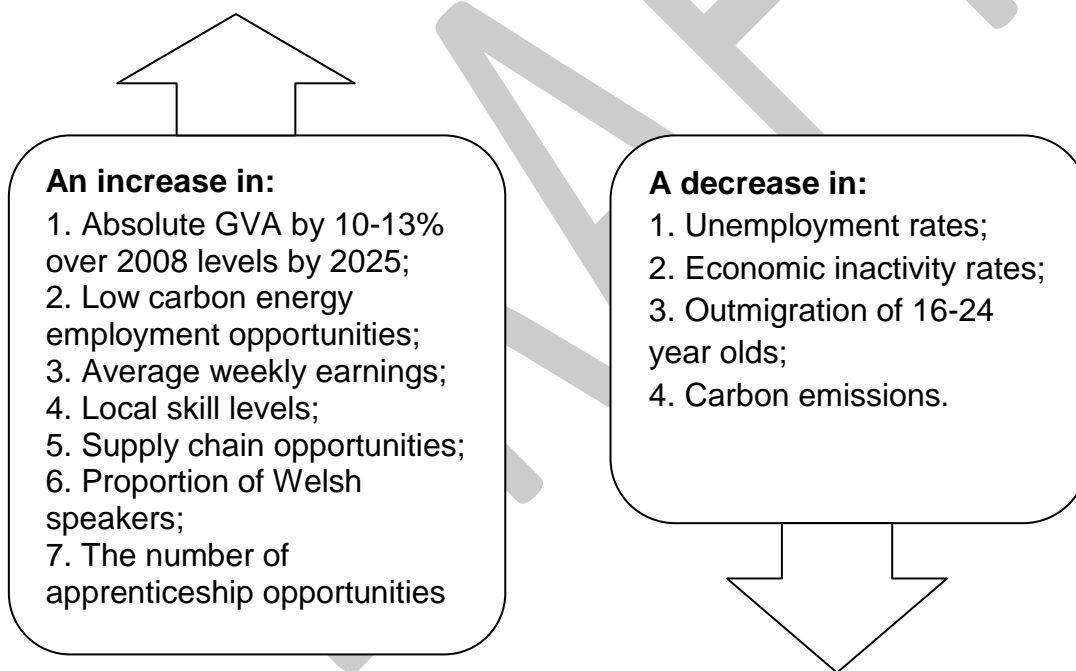 An increase in:
1. Absolute GVA by 10-13%
over 2008 levels by 2025;
2. Low carbon energy
employment opportunities;
3. Average weekly earnings;
4. Local skill levels;
5. Supply chain opportunities;
6. Proportion of Welsh
speakers;
7. The number of
apprenticeship opportunities
A decrease in:
1. Unemployment rates;
2. Economic inactivity rates;
3. Outmigration of 16-24
year olds;
4. Carbon emissions.